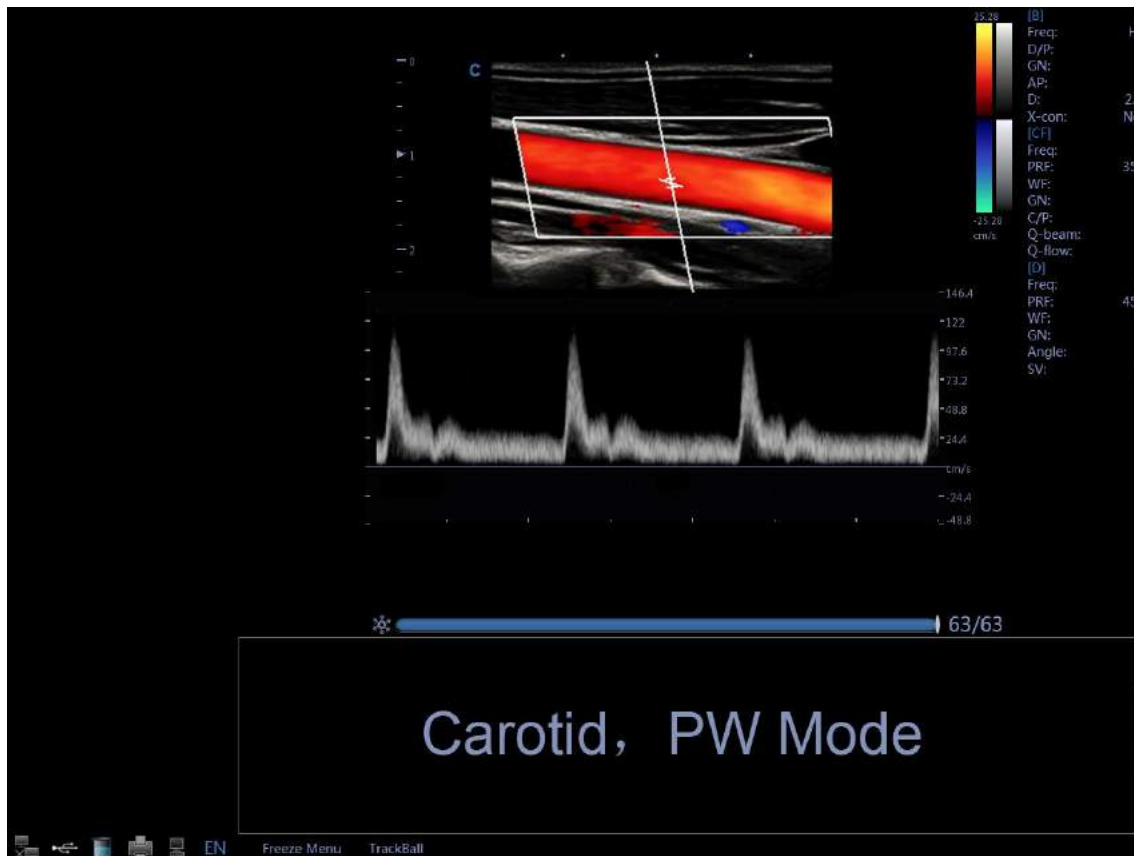 25.28
-25.28
cm/s
[B]
Freq:
D/P:
GN:
AP:
D:
X-con:
[CF]
Freq:
PRF:
WF:
GN:
C/P:
Q-beam:
Q-flow:
[D]
Freq:
PRF:
WF:
GN:
Angle:
SV:
0
C
1
2
146.4
122
97.6
73.2
48.8
24.4
cm/s
-24.4
-48.8
63/63
Carotid，PW Mode
EN Freeze Menu TrackBall